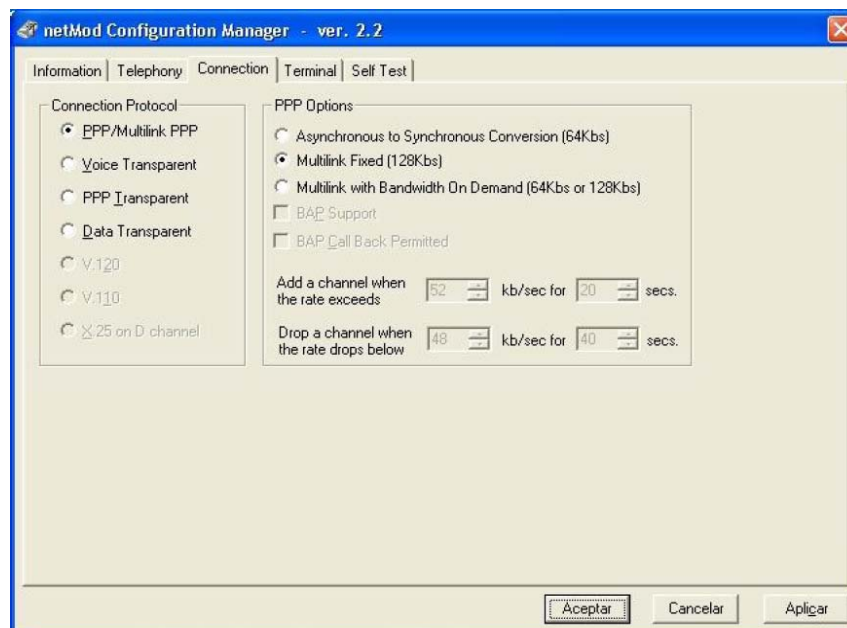 netMod Configuration Manager - ver. 2.2
Information Telephony Connection Terminal Self Test
Connection Protocol
PPP/Multilink PPP
Voice Transparent
PPP Transparent
Data Transparent
V.120
V.110
X.25 on D channel
PPP Options
Asynchronous to Synchronous Conversion (64Kbs)
Multilink Fixed (128Kbs)
Multilink with Bandwidth On Demand (64Kbs or 128Kbs)
BAP Support
BAP Call Back Permitted
Add a channel when
the rate exceeds 52 kb/sec for 20 secs.
Drop a channel when
the rate drops below 48 kb/sec for 40 secs.
Aceptar Cancelar Aplicar